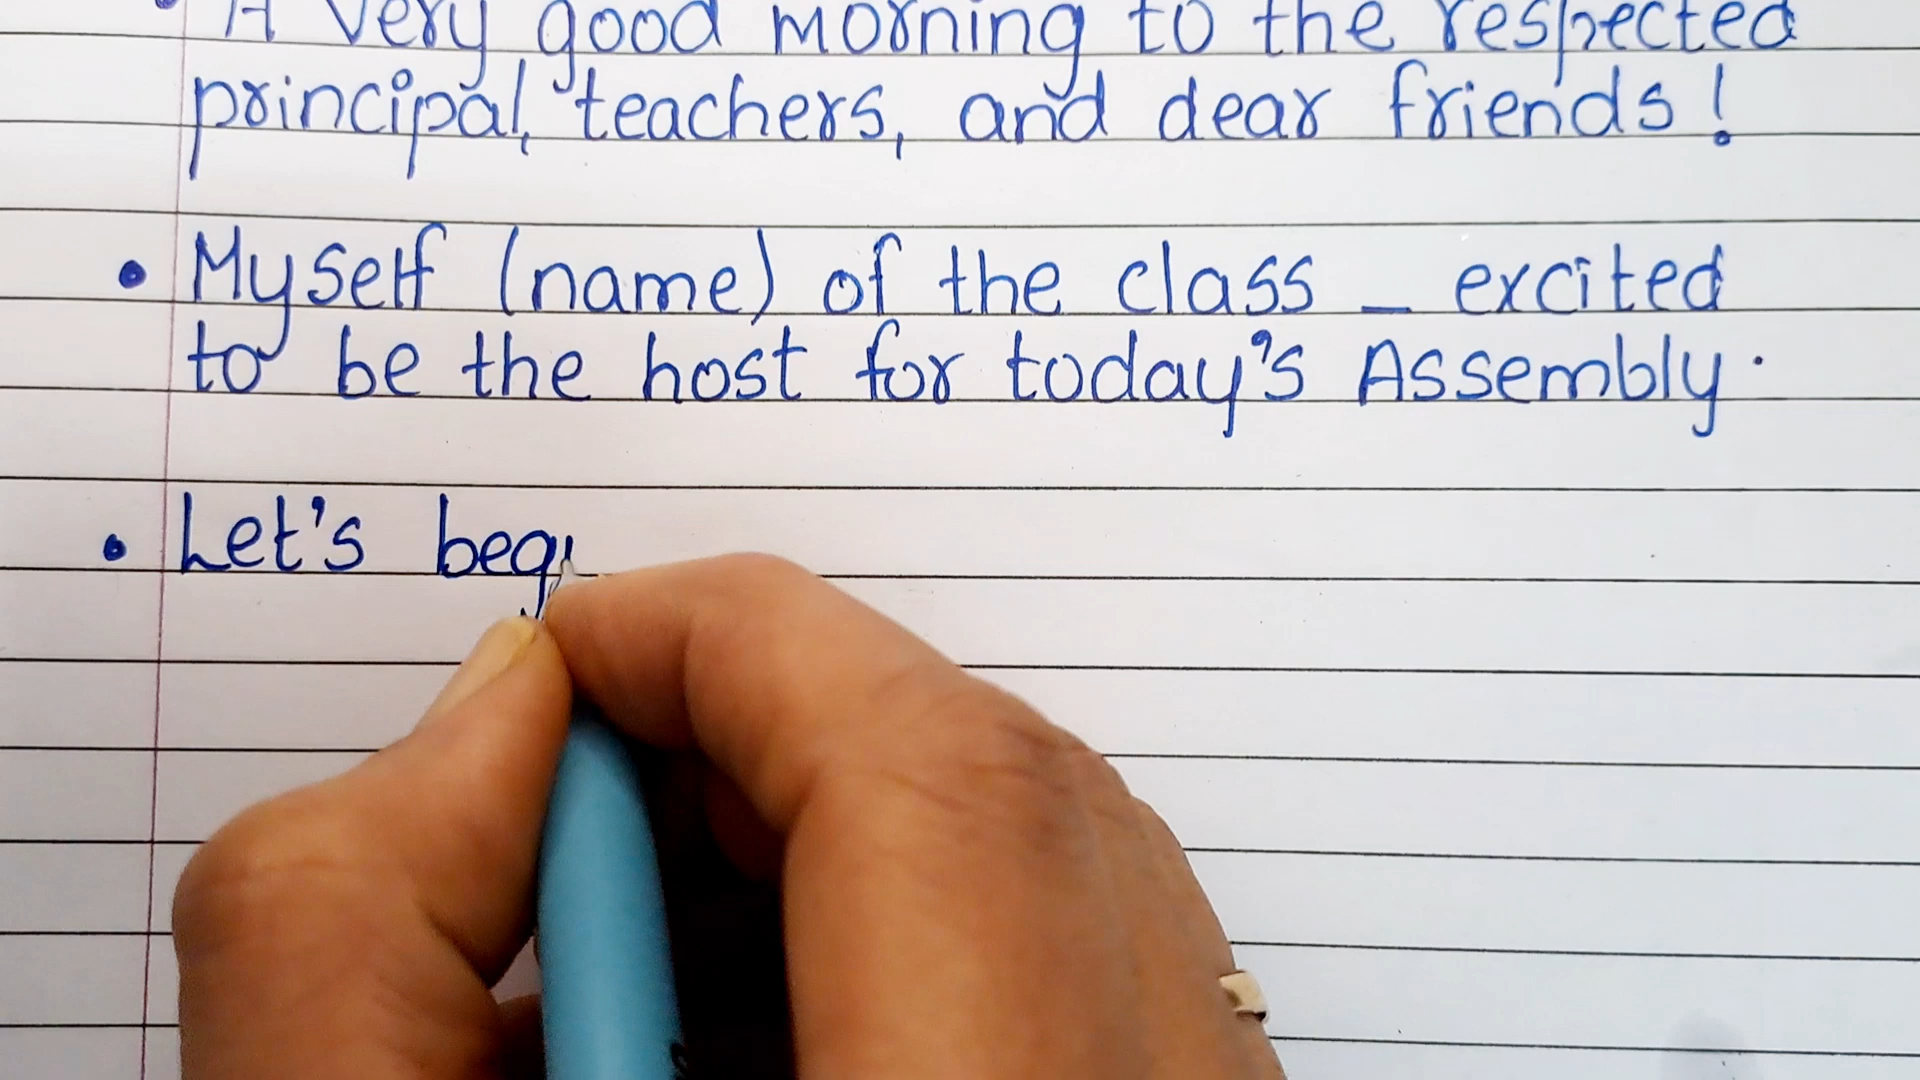 • A very good morning to the respected
principal, teachers, and dear friends!
• Myself (name) of the class _ excited
to be the host for today's Assembly.
• Let's beg